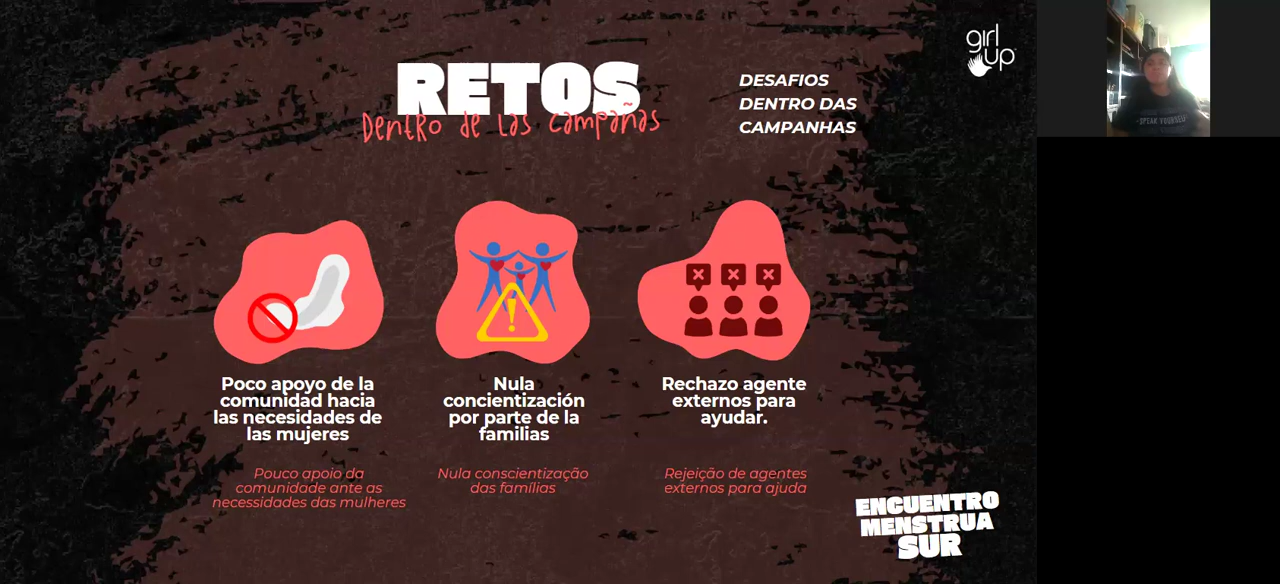 girl
up
RETOS
Dentro de las campañas
DESAFIOS
DENTRO DAS
CAMPANHAS
Poco apoyo de la
comunidad hacia
las necesidades de
las mujeres
Pouco apoio da
comunidade ante as
necessidades das mulheres
Nula
concientización
por parte de la
familias
Nula conscientização
das famílias
Rechazo agente
externos para
ayudar.
Rejeição de agentes
externos para ajuda
ENCUENTRO
MENSTRUA
SUR
SPEAK YOURSELF